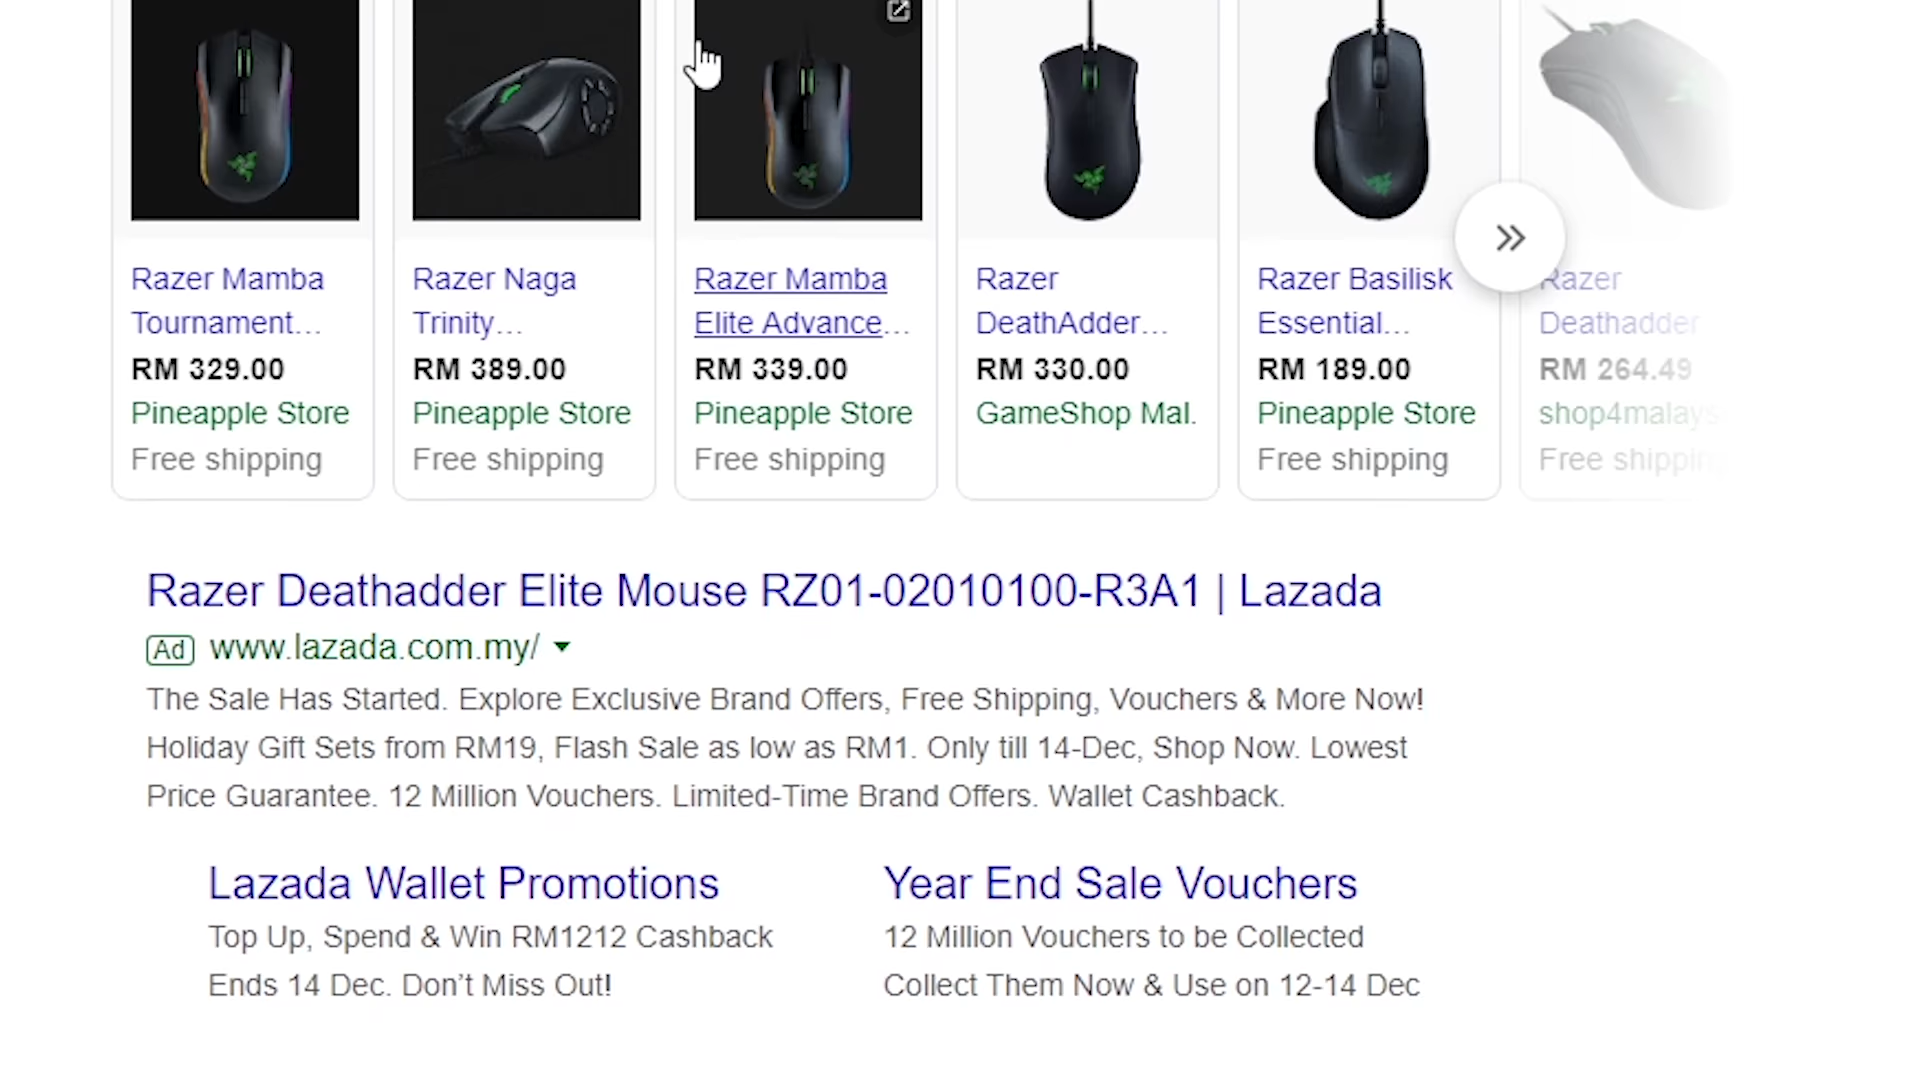 Razer Mamba
Tournament...
RM 329.00
Pineapple Store
Free shipping
Razer Naga
Trinity...
RM 389.00
Pineapple Store
Free shipping
Razer Mamba
Elite Advance...
RM 339.00
Pineapple Store
Free shipping
Razer
DeathAdder...
RM 330.00
GameShop Mal.
Razer Basilisk
Essential...
RM 189.00
Pineapple Store
Free shipping
Razer
Deathadder
RM 264.49
shop4malays
Free shipping
Razer Deathadder Elite Mouse RZ01-02010100-R3A1 | Lazada
Ad www.lazada.com.my/
The Sale Has Started. Explore Exclusive Brand Offers, Free Shipping, Vouchers & More Now!
Holiday Gift Sets from RM19, Flash Sale as low as RM1. Only till 14-Dec, Shop Now. Lowest
Price Guarantee. 12 Million Vouchers. Limited-Time Brand Offers. Wallet Cashback.
Lazada Wallet Promotions
Top Up, Spend & Win RM1212 Cashback
Ends 14 Dec. Don't Miss Out!
Year End Sale Vouchers
12 Million Vouchers to be Collected
Collect Them Now & Use on 12-14 Dec